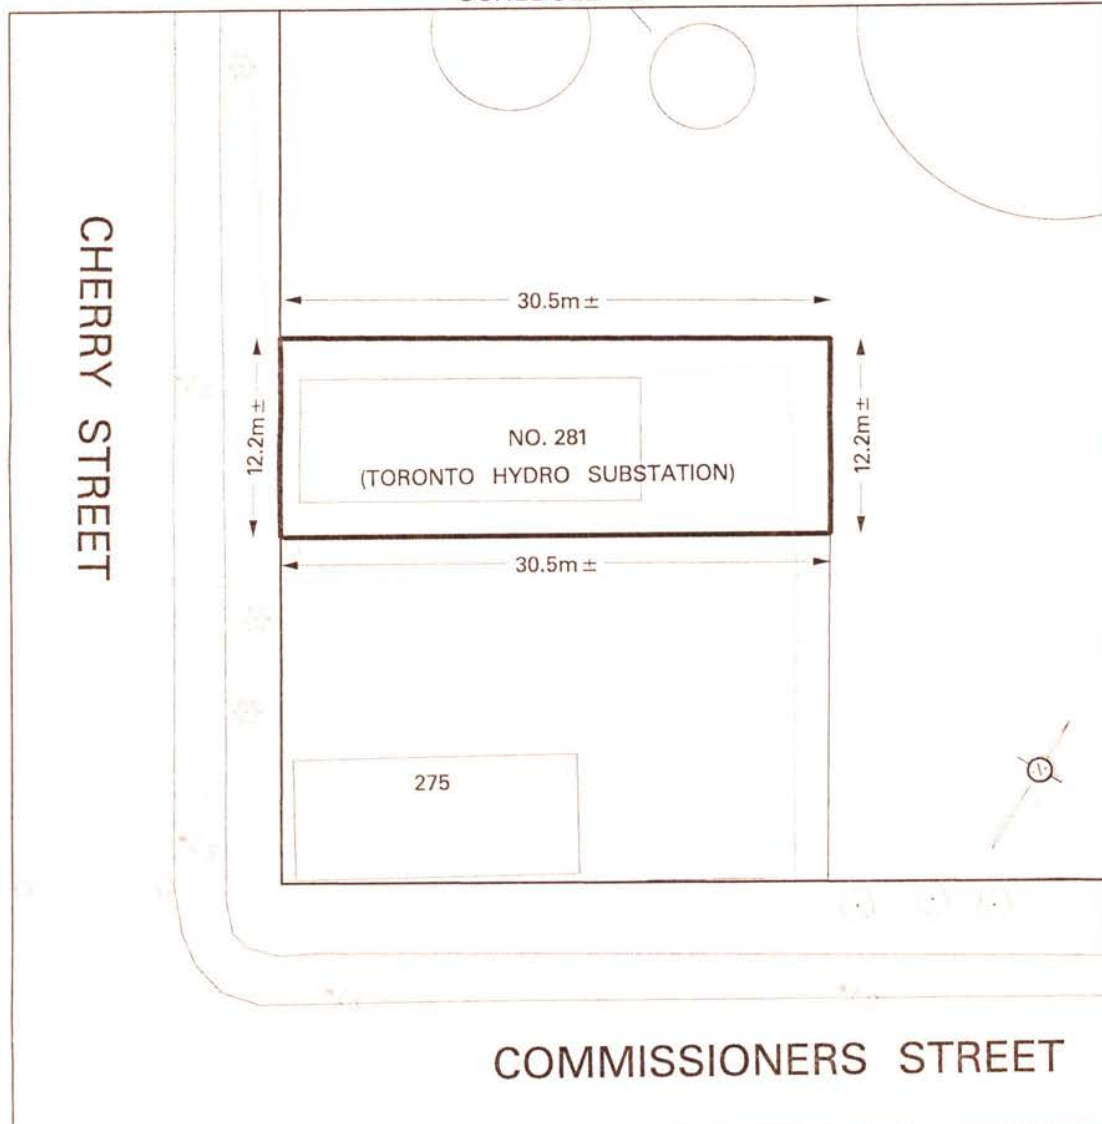 CHERRY STREET
30.5m ±
12.2m ±
NO. 281
(TORONTO HYDRO SUBSTATION)
12.2m ±
30.5m ±
275
COMMISSIONERS STREET